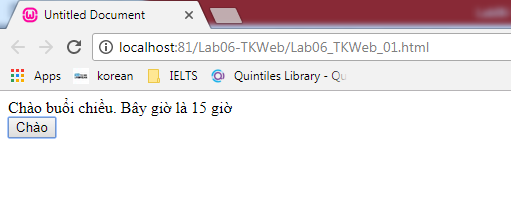 Untitled Document
localhost:81/Lab06-TKWeb/Lab06_TKWeb_01.html
Apps korean IELTS Quintiles Library - Qu
Chào buổi chiều. Bây giờ là 15 giờ
Chào